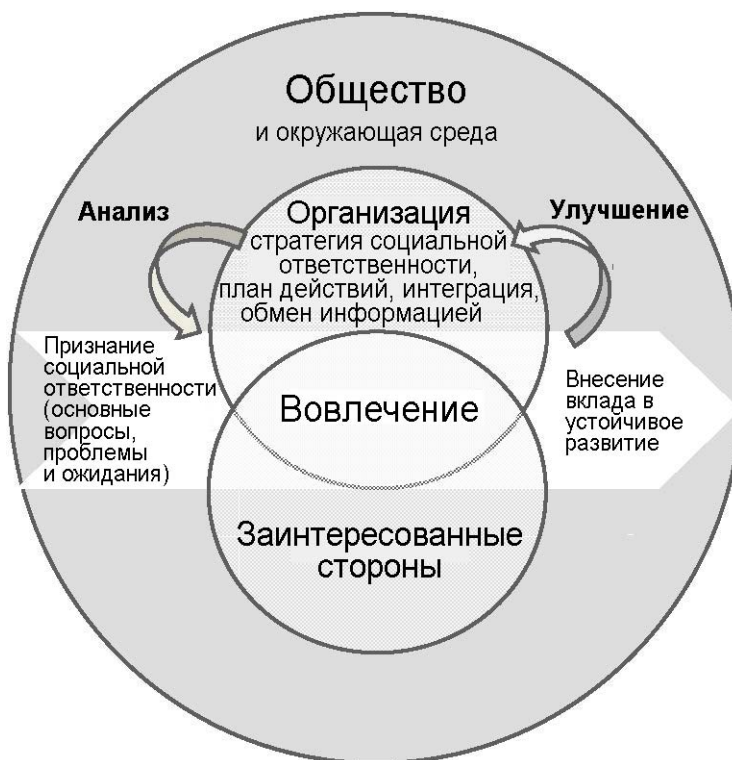 Общество
и окружающая среда
Анализ
Улучшение
Организация
стратегия социальной
ответственности,
план действий, интеграция,
обмен информацией
Признание
социальной
ответственности
(основные
вопросы,
проблемы
и ожидания)
Вовлечение
Внесение
вклада в
устойчивое
развитие
Заинтересованные
стороны